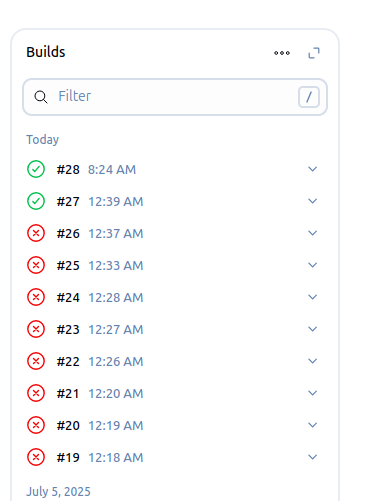 Builds
Filter /
Today
#28 8:24 AM
#27 12:39 AM
#26 12:37 AM
#25 12:33 AM
#24 12:28 AM
#23 12:27 AM
#22 12:26 AM
#21 12:20 AM
#20 12:19 AM
#19 12:18 AM
July 5, 2025